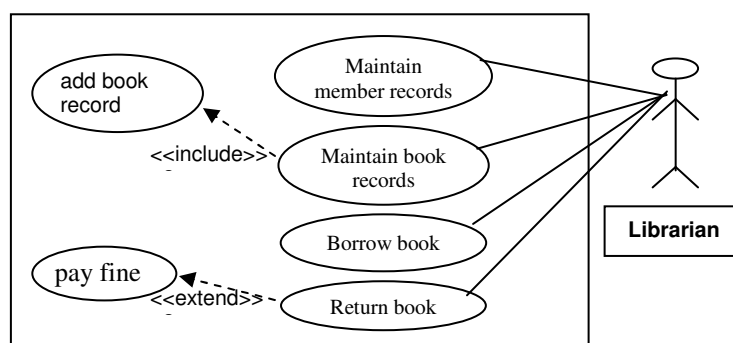 add book
record
Maintain
member records
<<include>>
Maintain book
records
Librarian
Borrow book
pay fine
<<extend>>
Return book